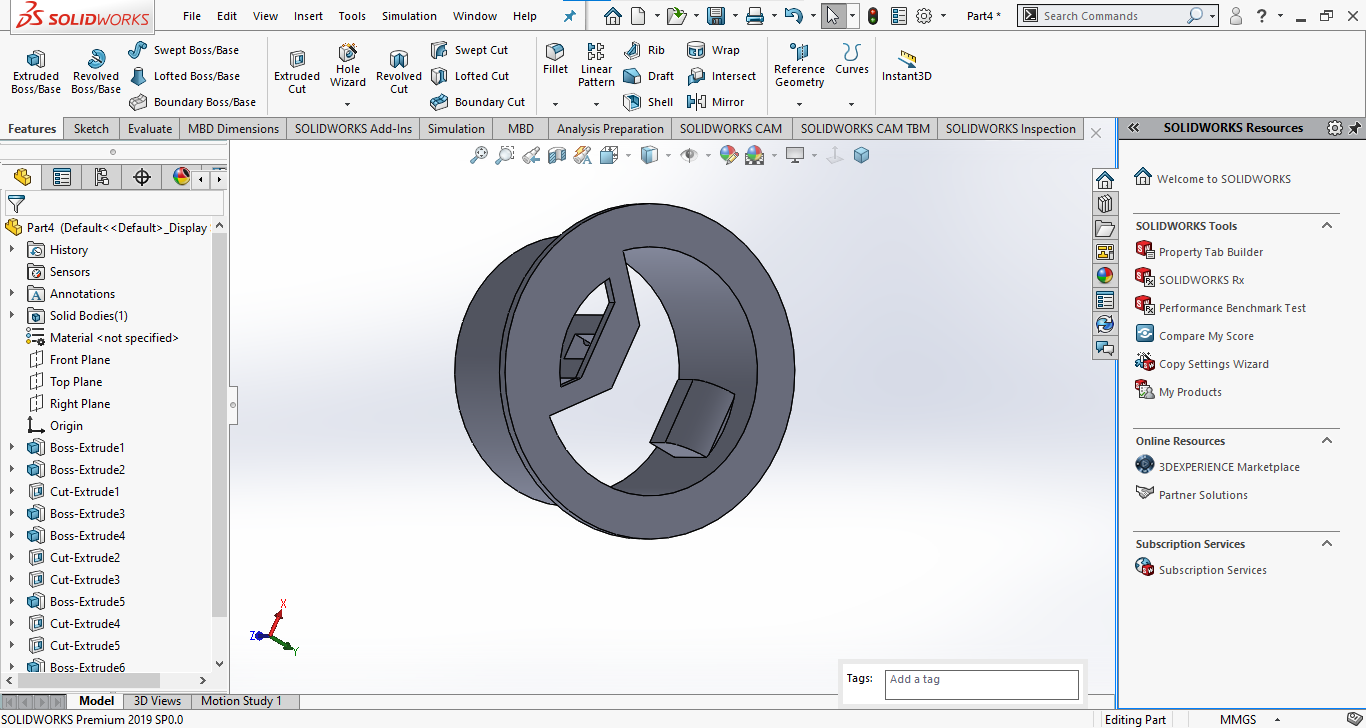 SOLIDWORKS File Edit View Insert Tools Simulation Window Help Part4 * Search Commands ?
Extruded Boss/Base
Revolved Boss/Base
Swept Boss/Base
Lofted Boss/Base
Boundary Boss/Base
Extruded Cut
Hole Wizard
Revolved Cut
Swept Cut
Lofted Cut
Boundary Cut
Fillet
Linear Pattern
Rib
Draft
Shell
Wrap
Intersect
Mirror
Reference Geometry
Curves
Instant3D
Features Sketch Evaluate MBD Dimensions SOLIDWORKS Add-Ins Simulation MBD Analysis Preparation SOLIDWORKS CAM SOLIDWORKS CAM TBM SOLIDWORKS Inspection
Part4 (Default<<Default>_Display
History
Sensors
Annotations
Solid Bodies(1)
Material <not specified>
Front Plane
Top Plane
Right Plane
Origin
Boss-Extrude1
Boss-Extrude2
Cut-Extrude1
Boss-Extrude3
Boss-Extrude4
Cut-Extrude2
Cut-Extrude3
Boss-Extrude5
Cut-Extrude4
Cut-Extrude5
Boss-Extrude6
X
Z
Y
SOLIDWORKS Resources
Welcome to SOLIDWORKS
SOLIDWORKS Tools
Property Tab Builder
SOLIDWORKS Rx
Performance Benchmark Test
Compare My Score
Copy Settings Wizard
My Products
Online Resources
3DEXPERIENCE Marketplace
Partner Solutions
Subscription Services
Subscription Services
Tags: Add a tag
Model 3D Views Motion Study 1
SOLIDWORKS Premium 2019 SP0.0 Editing Part MMGS